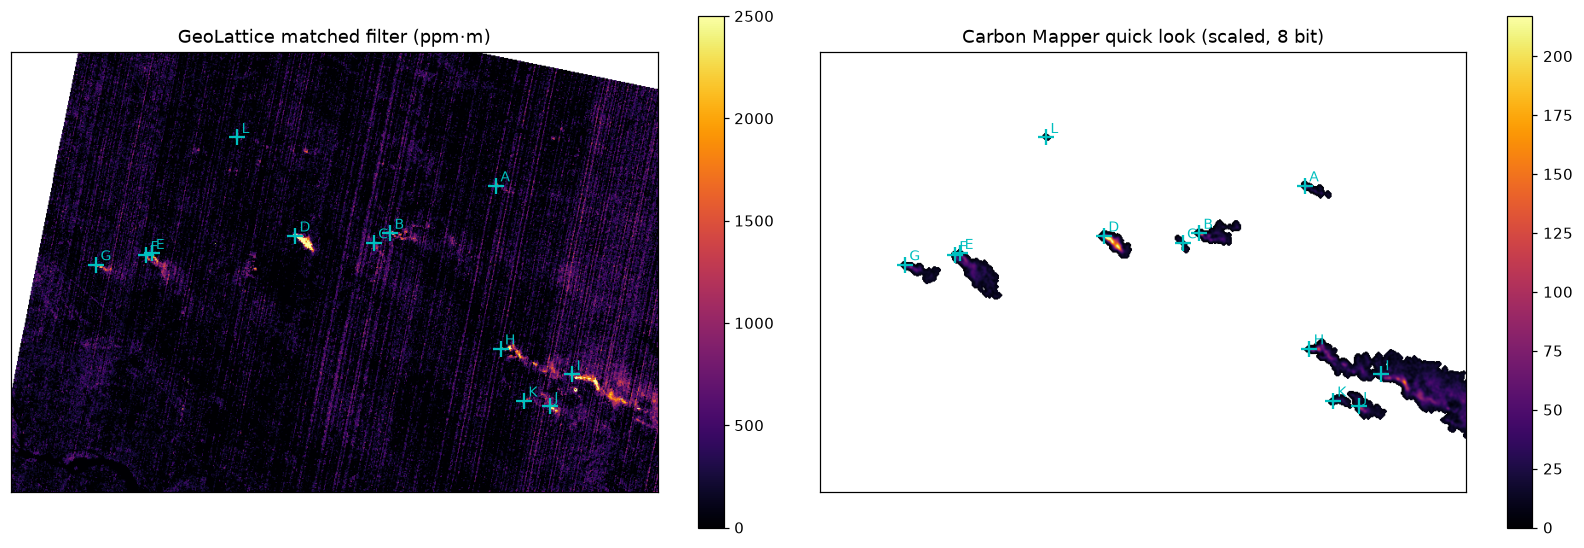 GeoLattice matched filter (ppm·m)
Carbon Mapper quick look (scaled, 8 bit)
2500
2000
1500
1000
500
0
200
175
150
125
100
75
50
25
0
L
A
D
B
C
E
F
G
H
I
K
J
L
A
D
B
C
E
F
G
H
I
K
J